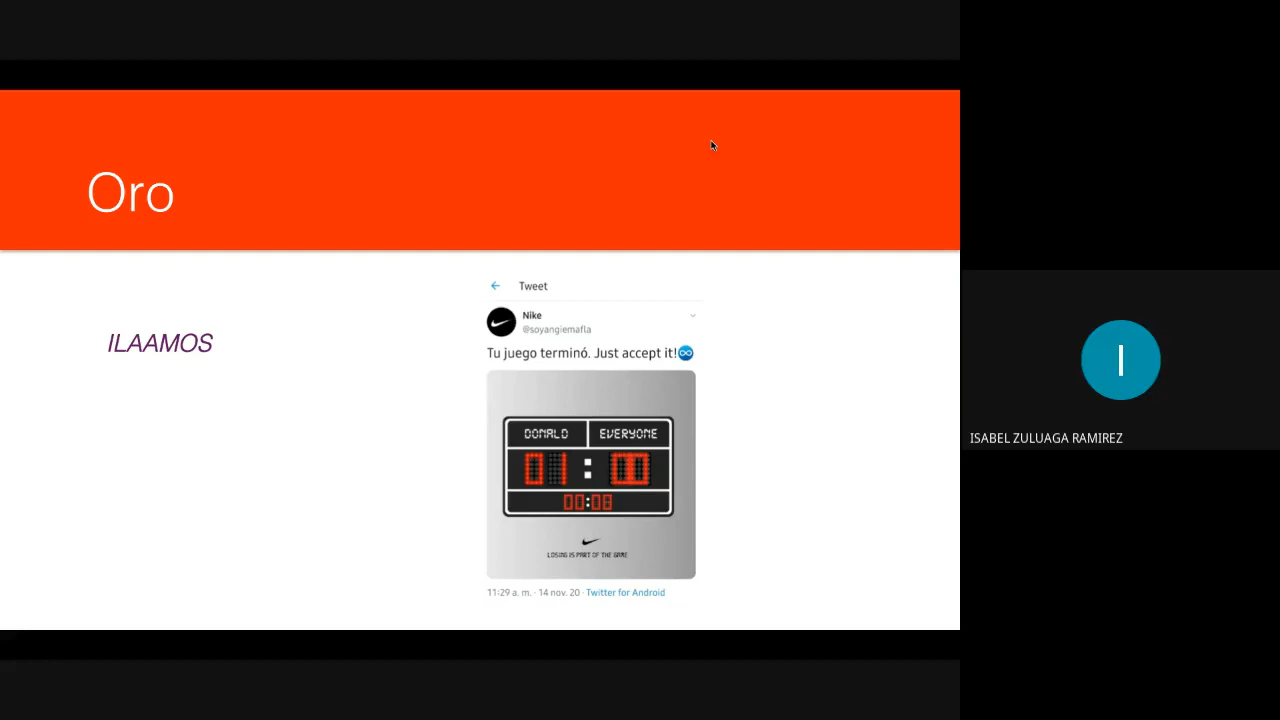 Oro
ILAAMOS
Tweet
Nike
@soyangiemafla
Tu juego terminó. Just accept it!
DONALD EVERYONE
01 : 00
00:08
LOSING IS PART OF THE GAME
11:29 a. m. · 14 nov. 20 · Twitter for Android
I
ISABEL ZULUAGA RAMIREZ